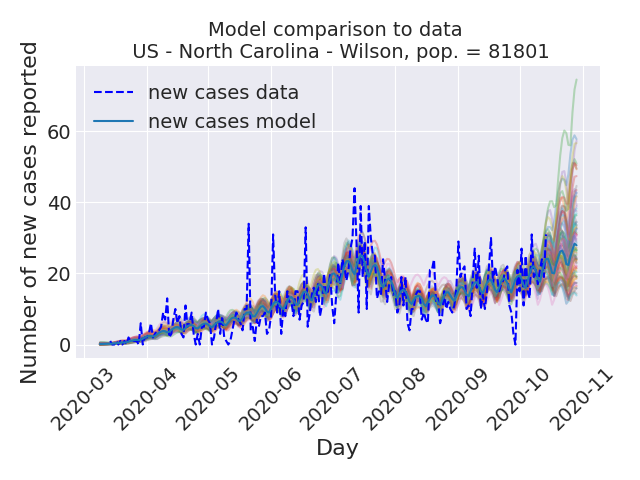 Model comparison to data
US - North Carolina - Wilson, pop. = 81801
new cases data
new cases model
Number of new cases reported
60
40
20
0
2020-03
2020-04
2020-05
2020-06
2020-07
2020-08
2020-09
2020-10
2020-11
Day